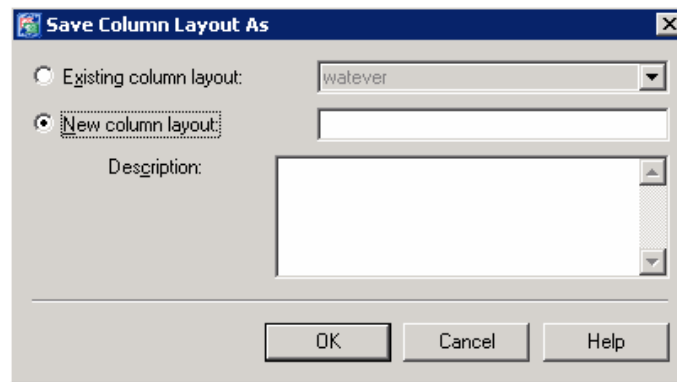 Save Column Layout As
Existing column layout: watever
New column layout:
Description:
OK Cancel Help